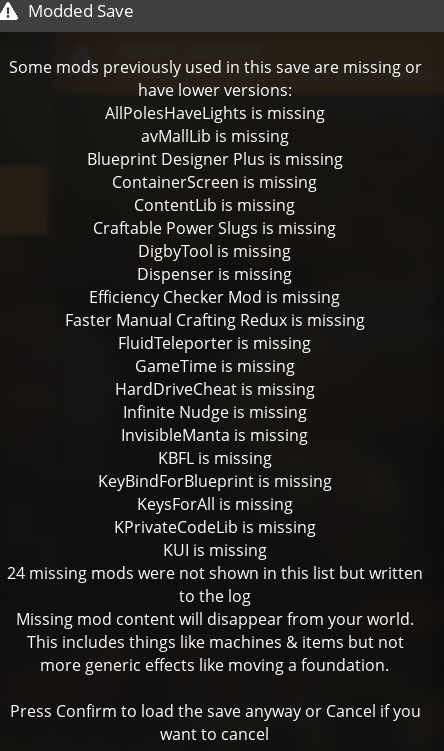 Modded Save
Some mods previously used in this save are missing or
have lower versions:
AllPolesHaveLights is missing
avMallLib is missing
Blueprint Designer Plus is missing
ContainerScreen is missing
ContentLib is missing
Craftable Power Slugs is missing
DigbyTool is missing
Dispenser is missing
Efficiency Checker Mod is missing
Faster Manual Crafting Redux is missing
FluidTeleporter is missing
GameTime is missing
HardDriveCheat is missing
Infinite Nudge is missing
InvisibleManta is missing
KBFL is missing
KeyBindForBlueprint is missing
KeysForAll is missing
KPrivateCodeLib is missing
KUI is missing
24 missing mods were not shown in this list but written
to the log
Missing mod content will disappear from your world.
This includes things like machines & items but not
more generic effects like moving a foundation.
Press Confirm to load the save anyway or Cancel if you
want to cancel